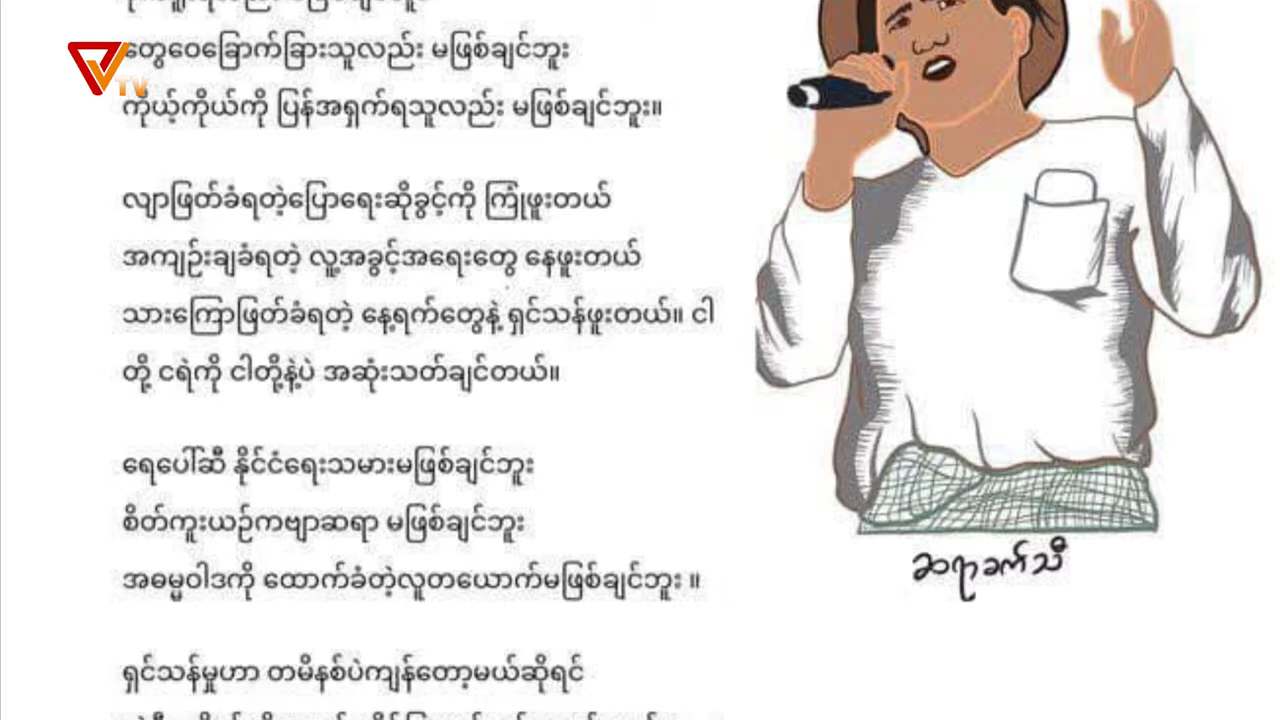 တွေဝေခြောက်ခြားသူလည်း မဖြစ်ချင်ဘူး
TV
ကိုယ့်ကိုယ်ကို ပြန်အရှက်ရသူလည်း မဖြစ်ချင်ဘူး။
လျာဖြတ်ခံရတဲ့ပြောရေးဆိုခွင့်ကို ကြုံဖူးတယ်
အကျဉ်းချခံရတဲ့ လူ့အခွင့်အရေးတွေ နေဖူးတယ်
သားကြောဖြတ်ခံရတဲ့ နေ့ရက်တွေနဲ့ ရှင်သန်ဖူးတယ်။ ငါ
တို့ ငရဲကို ငါတို့နဲ့ပဲ အဆုံးသတ်ချင်တယ်။
ရေပေါ်ဆီ နိုင်ငံရေးသမားမဖြစ်ချင်ဘူး
စိတ်ကူးယဉ်ကဗျာဆရာ မဖြစ်ချင်ဘူး
အဓမ္မဝါဒကို ထောက်ခံတဲ့လူတယောက်မဖြစ်ချင်ဘူး ။
ဆရာခက်သီ
ရှင်သန်မှုဟာ တမိနစ်ပဲကျန်တော့မယ်ဆိုရင်